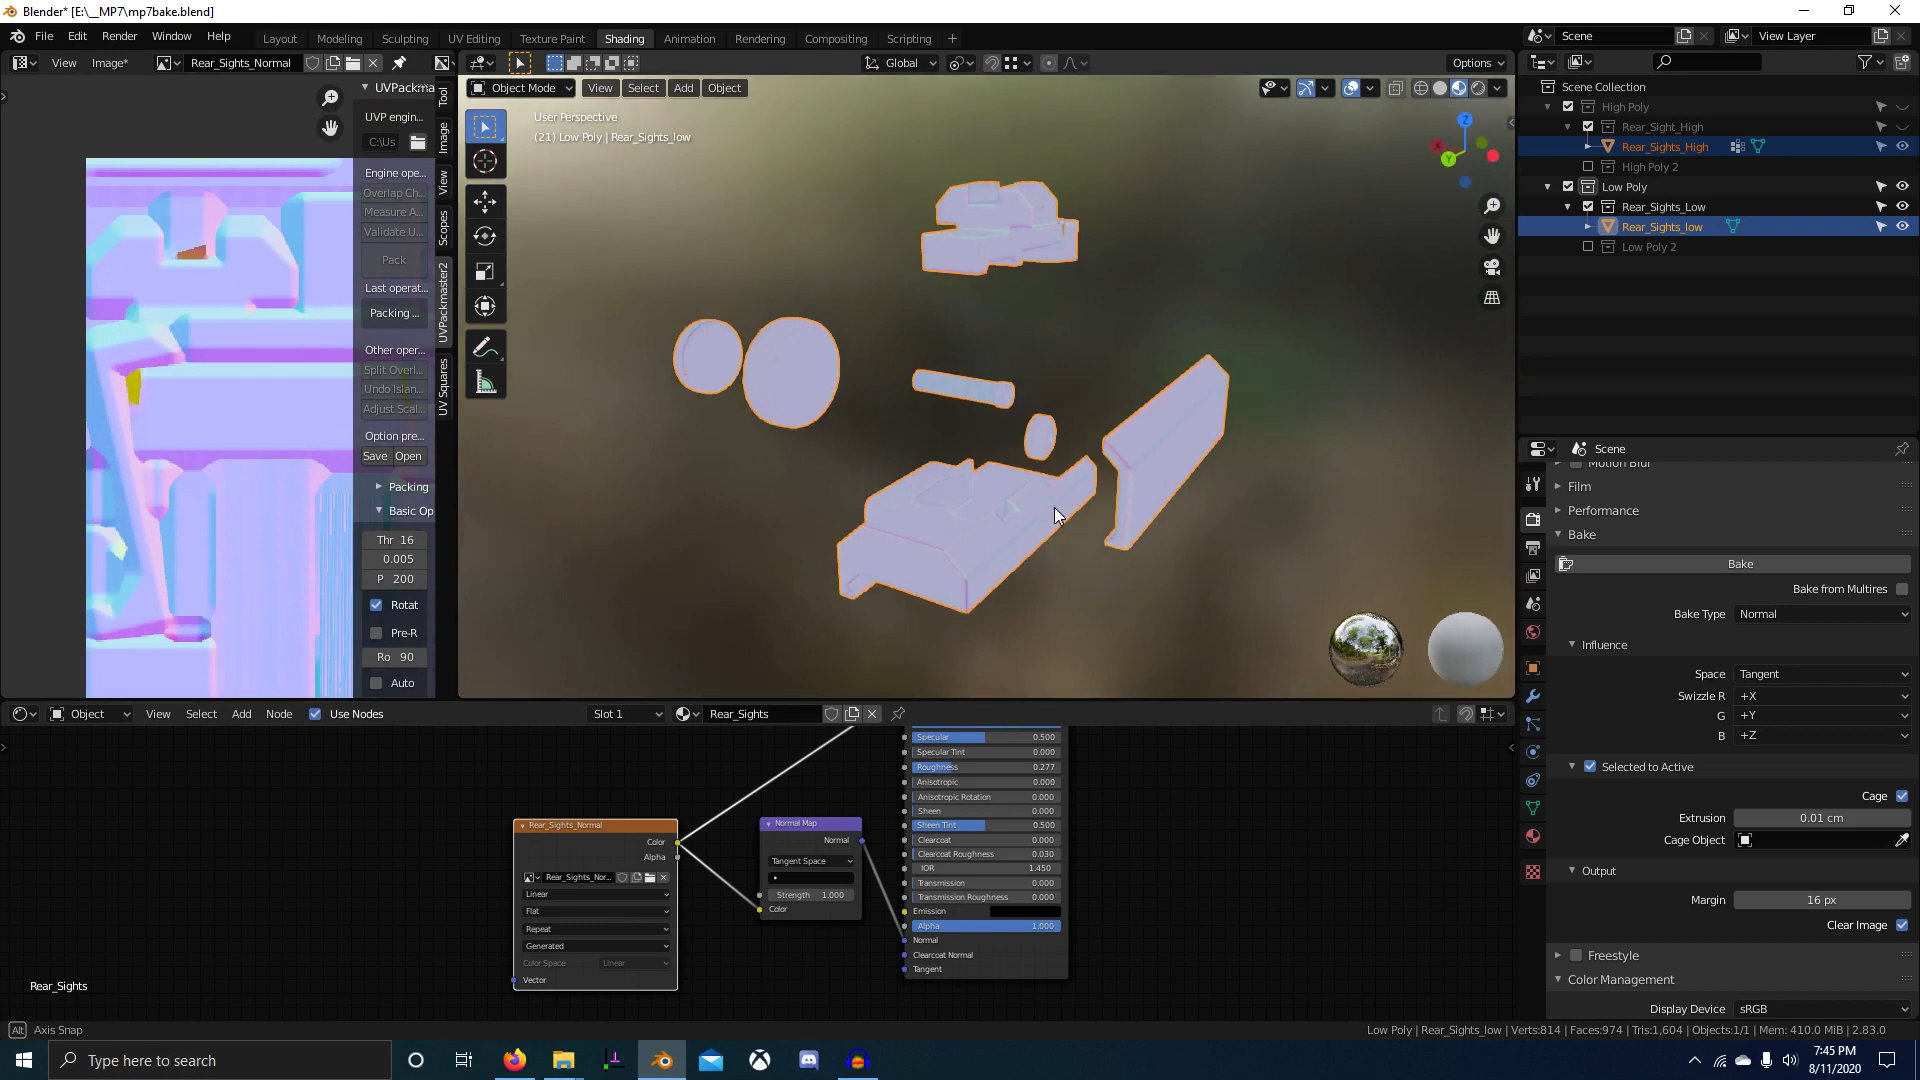 Blender* [E:\__MP7\mp7bake.blend]
File Edit Render Window Help
Layout Modeling Sculpting UV Editing Texture Paint Shading Animation Rendering Compositing Scripting +
Scene
View Layer
View Image* Rear_Sights_Normal
Global
Options
Object Mode View Select Add Object
User Perspective
(21) Low Poly | Rear_Sights_low
UVPackma
UVP engin...
C:\Us
Engine ope...
Overlap Ch...
Measure A...
Validate U...
Pack
Last operat...
Packing ...
Other oper...
Split Overl...
Undo Islan...
Adjust Scal...
Option pre...
Save Open
Packing
Basic Op
Thr 16
0.005
P 200
Rotat
Pre-R
Ro 90
Auto
Tool
Image
View
Scopes
UVPackmaster2
UV Squares
Z
X
Y
Scene Collection
High Poly
Rear_Sight_High
Rear_Sights_High
High Poly 2
Low Poly
Rear_Sights_Low
Rear_Sights_low
Low Poly 2
Scene
Motion Blur
Film
Performance
Bake
Bake
Bake from Multires
Bake Type Normal
Influence
Space Tangent
Swizzle R +X
G +Y
B +Z
Selected to Active
Cage
Extrusion 0.01 cm
Cage Object
Output
Margin 16 px
Clear Image
Freestyle
Color Management
Display Device sRGB
Object View Select Add Node Use Nodes
Slot 1
Rear_Sights
Rear_Sights_Normal
Color
Alpha
Rear_Sights_Nor...
Linear
Flat
Repeat
Generated
Color Space Linear
Vector
Normal Map
Normal
Tangent Space
Strength 1.000
Color
Specular 0.500
Specular Tint 0.000
Roughness 0.277
Anisotropic 0.000
Anisotropic Rotation 0.000
Sheen 0.000
Sheen Tint 0.500
Clearcoat 0.000
Clearcoat Roughness 0.030
IOR 1.450
Transmission 0.000
Transmission Roughness 0.000
Emission
Alpha 1.000
Normal
Clearcoat Normal
Tangent
Rear_Sights
Alt Axis Snap
Low Poly | Rear_Sights_low | Verts:814 | Faces:974 | Tris:1,604 | Objects:1/1 | Mem: 410.0 MiB | 2.83.0
Type here to search
7:45 PM
8/11/2020